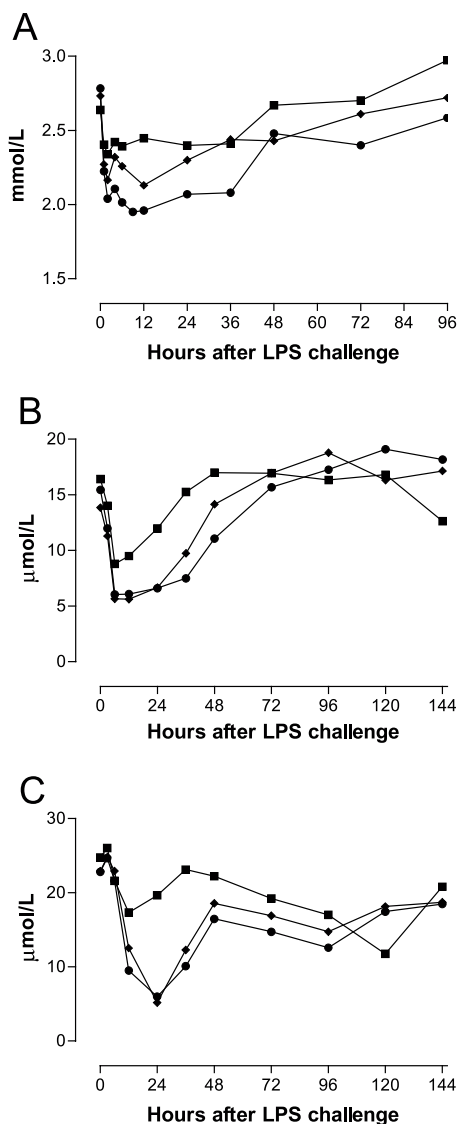 A
mmol/L
3.0
2.5
2.0
1.5
0 12 24 36 48 60 72 84 96
Hours after LPS challenge
B
μmol/L
20
15
10
5
0
0 24 48 72 96 120 144
Hours after LPS challenge
C
μmol/L
30
20
10
0
0 24 48 72 96 120 144
Hours after LPS challenge